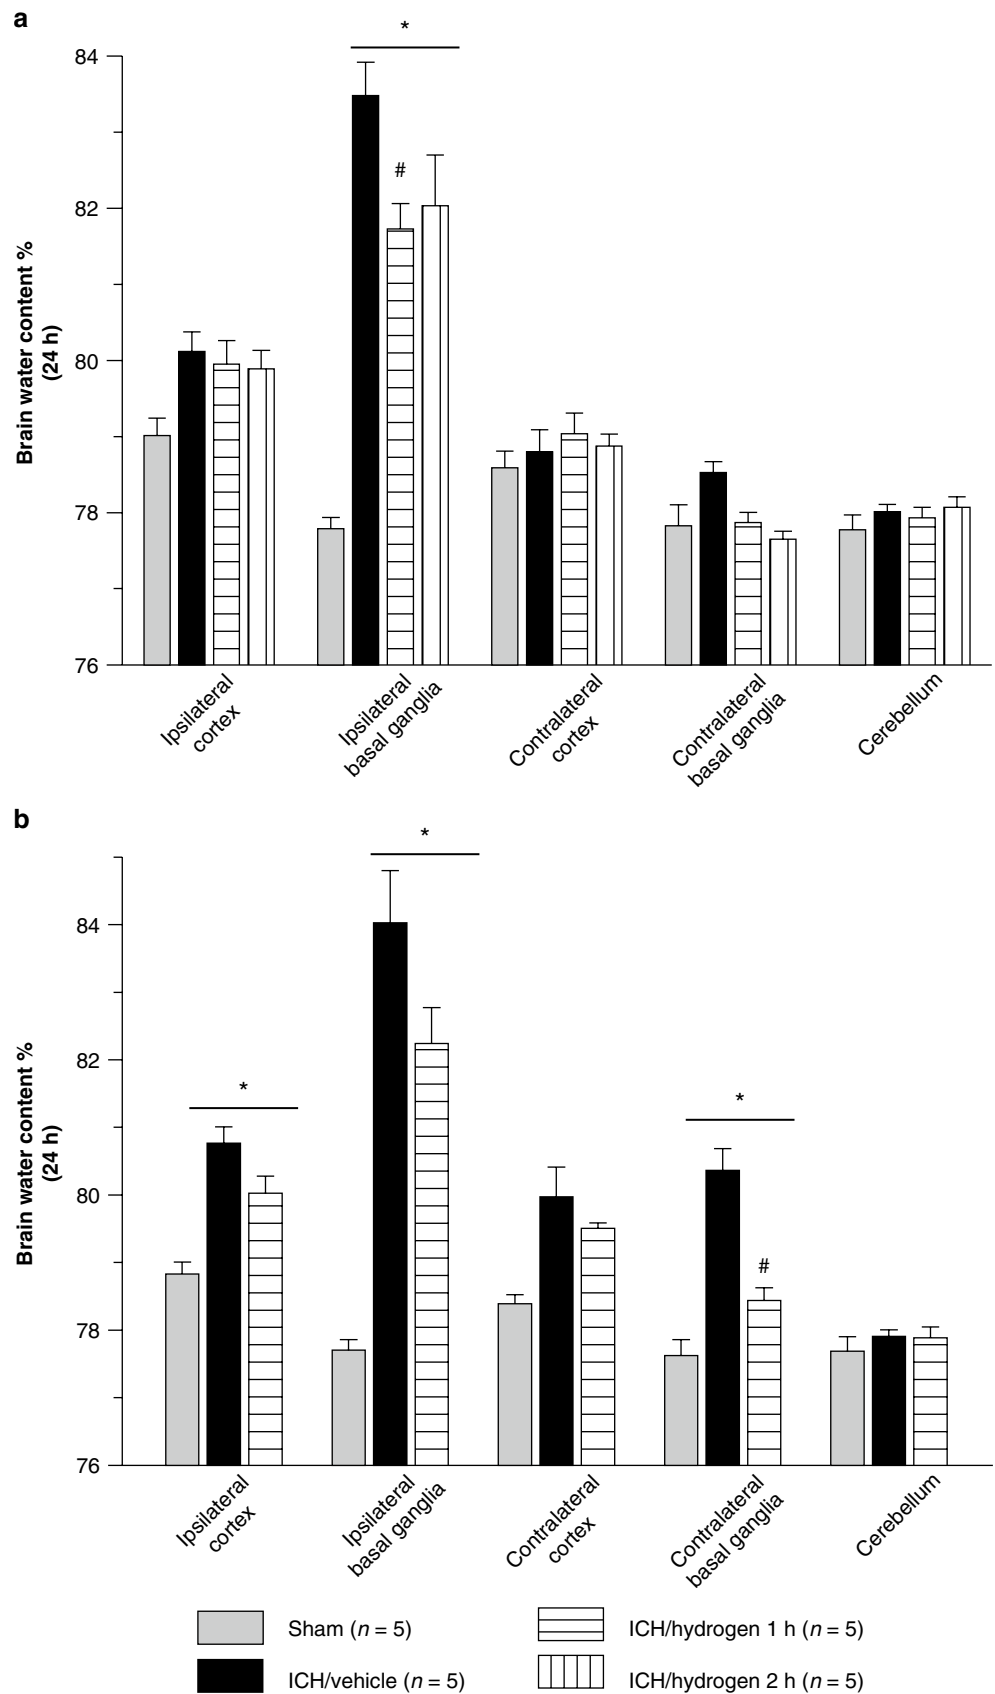 a
*
84
#
82
80
78
76
Brain water content %
(24 h)
Ipsilateral
cortex
Ipsilateral
basal ganglia
Contralateral
cortex
Contralateral
basal ganglia
Cerebellum
b
*
84
82
*
*
80
#
78
76
Brain water content %
(24 h)
Ipsilateral
cortex
Ipsilateral
basal ganglia
Contralateral
cortex
Contralateral
basal ganglia
Cerebellum
Sham (n = 5)
ICH/vehicle (n = 5)
ICH/hydrogen 1 h (n = 5)
ICH/hydrogen 2 h (n = 5)